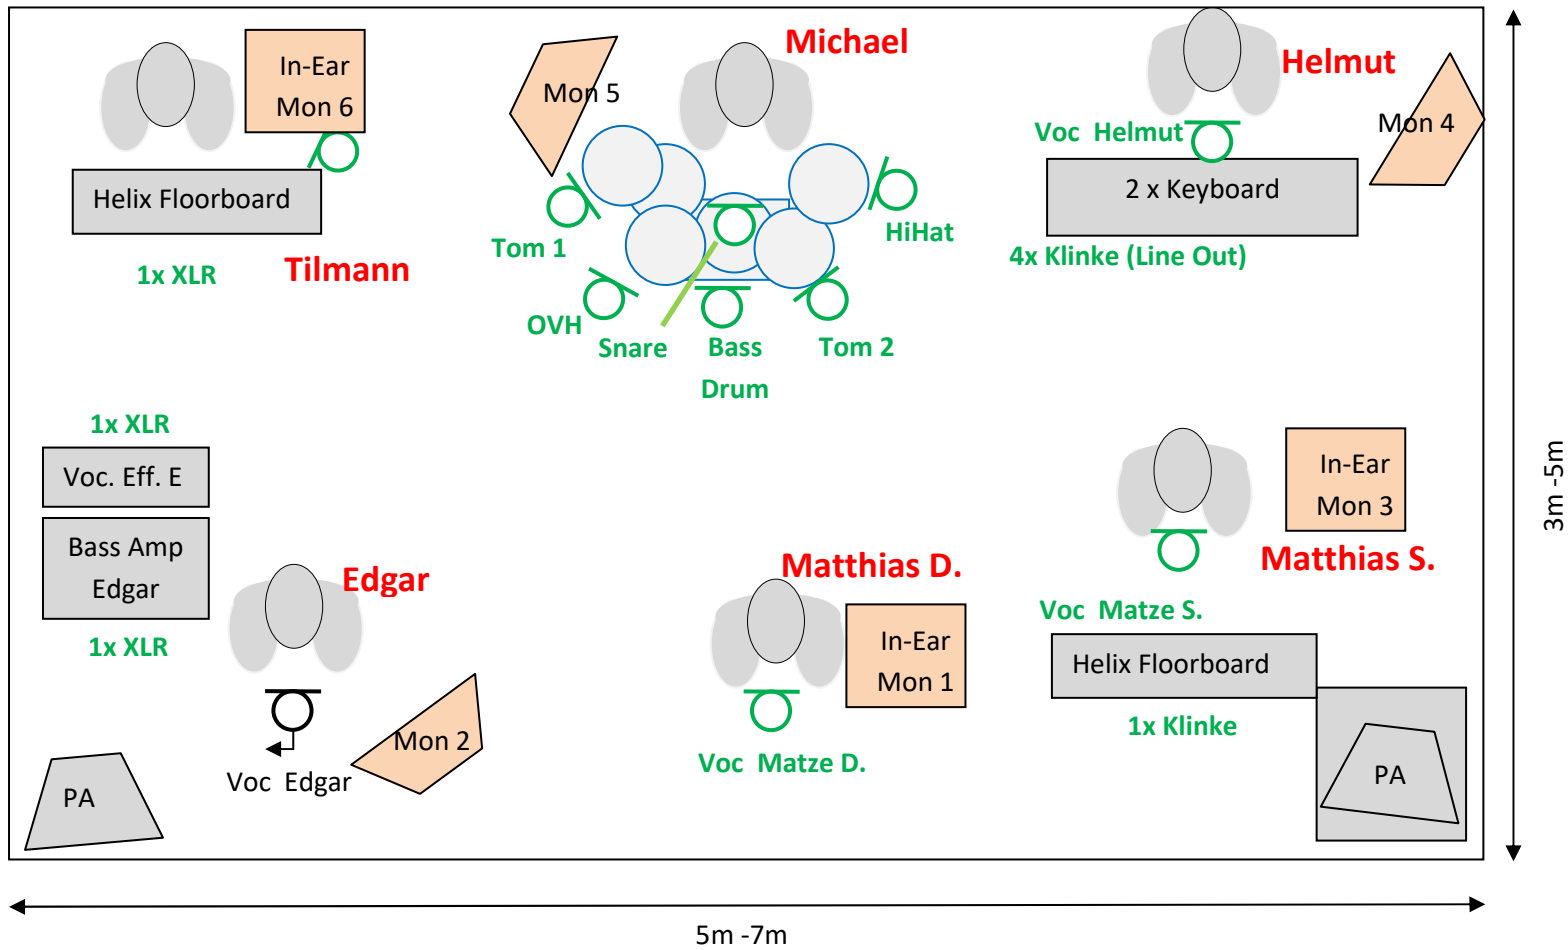 Michael
Helmut
In-Ear
Mon 6
Mon 5
Mon 4
Voc Helmut
Helix Floorboard
2 x Keyboard
Tom 1
HiHat
1x XLR
Tilmann
4x Klinke (Line Out)
OVH
Snare
Bass
Drum
Tom 2
1x XLR
Voc. Eff. E
Bass Amp
Edgar
1x XLR
Edgar
Mon 2
Voc Edgar
PA
Matthias D.
In-Ear
Mon 1
Voc Matze D.
In-Ear
Mon 3
Matthias S.
Voc Matze S.
Helix Floorboard
1x Klinke
PA
3m -5m
5m -7m